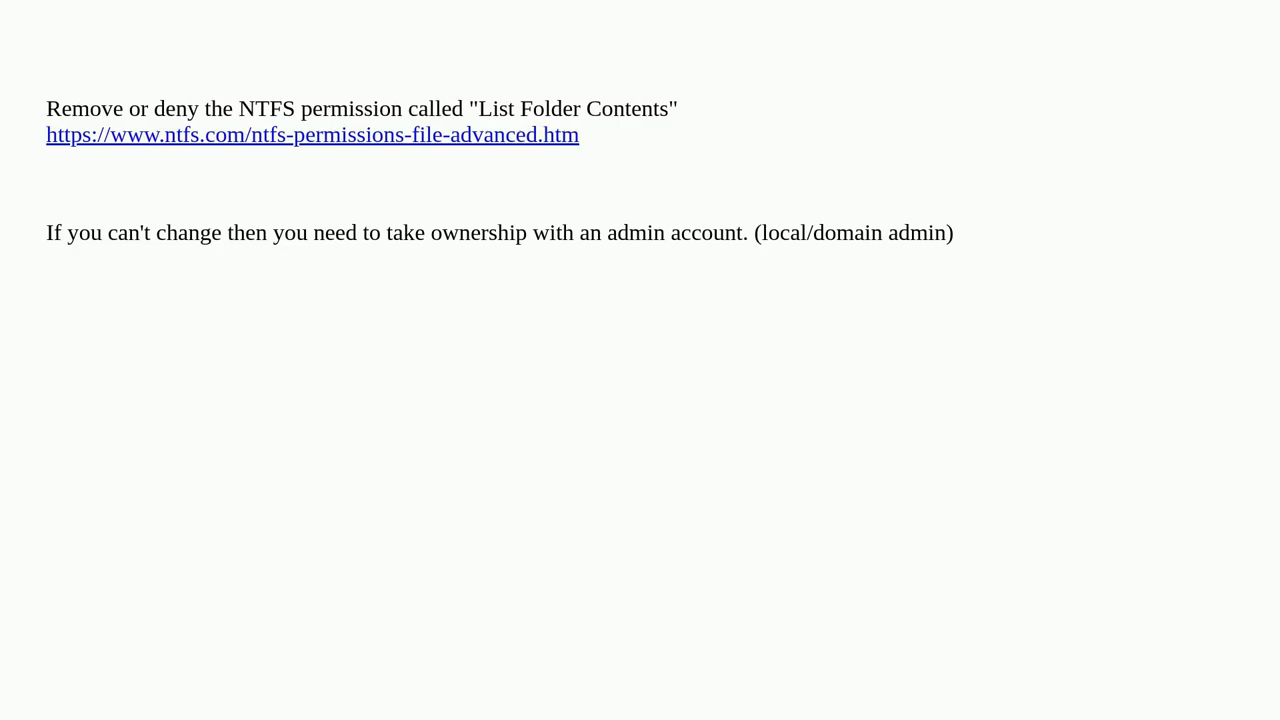 Remove or deny the NTFS permission called "List Folder Contents"
https://www.ntfs.com/ntfs-permissions-file-advanced.htm
If you can't change then you need to take ownership with an admin account. (local/domain admin)